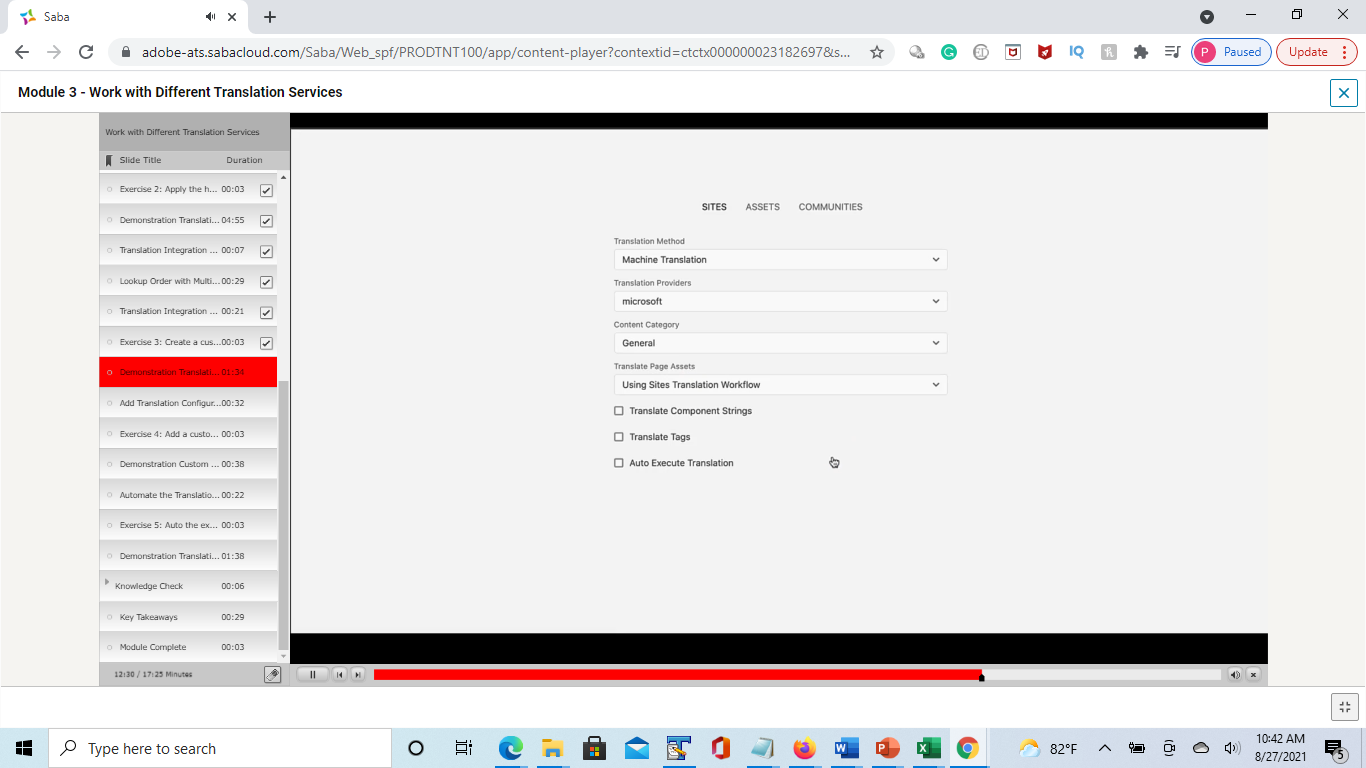 Saba
adobe-ats.sabacloud.com/Saba/Web_spf/PRODTNT100/app/content-player?contextid=ctctx0000000231826978&s...
P Paused
Update
Module 3 - Work with Different Translation Services
Work with Different Translation Services
Slide Title Duration
Exercise 2: Apply the h... 00:03
Demonstration Translati... 04:55
Translation Integration ... 00:07
Lookup Order with Multi... 00:29
Translation Integration ... 00:21
Exercise 3: Create a cus... 00:03
Demonstration Translati... 01:34
Add Translation Configur... 00:32
Exercise 4: Add a custo... 00:03
Demonstration Custom ... 00:38
Automate the Translatio... 00:22
Exercise 5: Auto the ex... 00:03
Demonstration Translati... 01:38
Knowledge Check 00:06
Key Takeaways 00:29
Module Complete 00:03
12:30 / 17:25 Minutes
SITES ASSETS COMMUNITIES
Translation Method
Machine Translation
Translation Providers
microsoft
Content Category
General
Translate Page Assets
Using Sites Translation Workflow
Translate Component Strings
Translate Tags
Auto Execute Translation
Type here to search
82°F
10:42 AM
8/27/2021
5